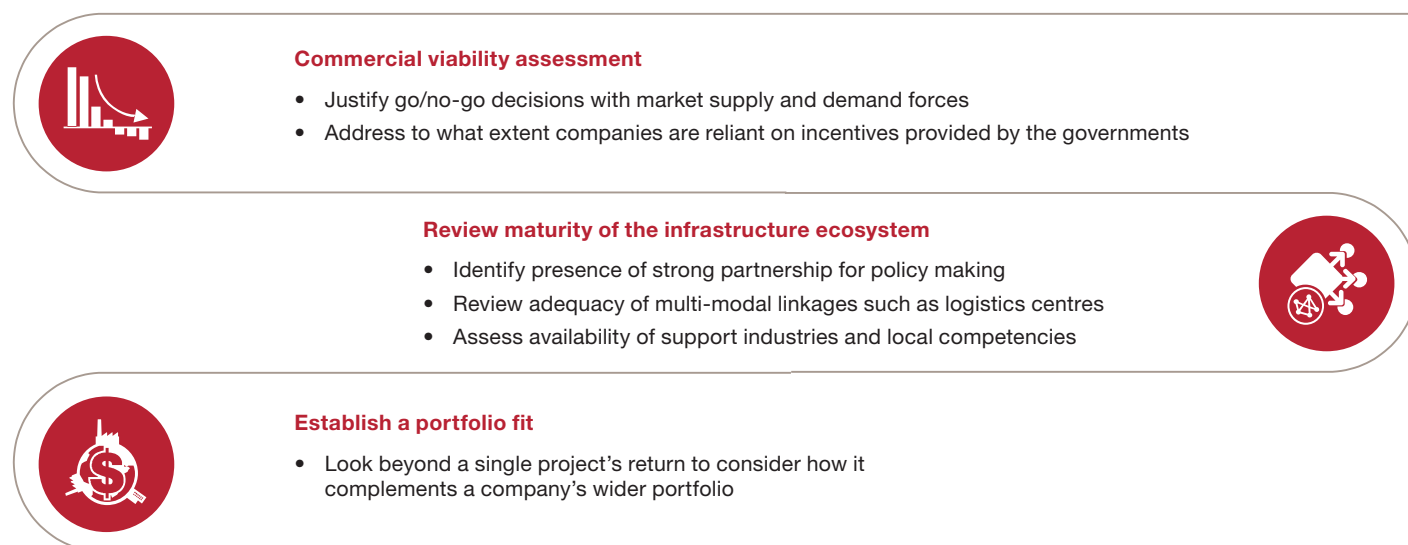 Commercial viability assessment
• Justify go/no-go decisions with market supply and demand forces
• Address to what extent companies are reliant on incentives provided by the governments
Review maturity of the infrastructure ecosystem
• Identify presence of strong partnership for policy making
• Review adequacy of multi-modal linkages such as logistics centres
• Assess availability of support industries and local competencies
Establish a portfolio fit
• Look beyond a single project’s return to consider how it
complements a company’s wider portfolio
$